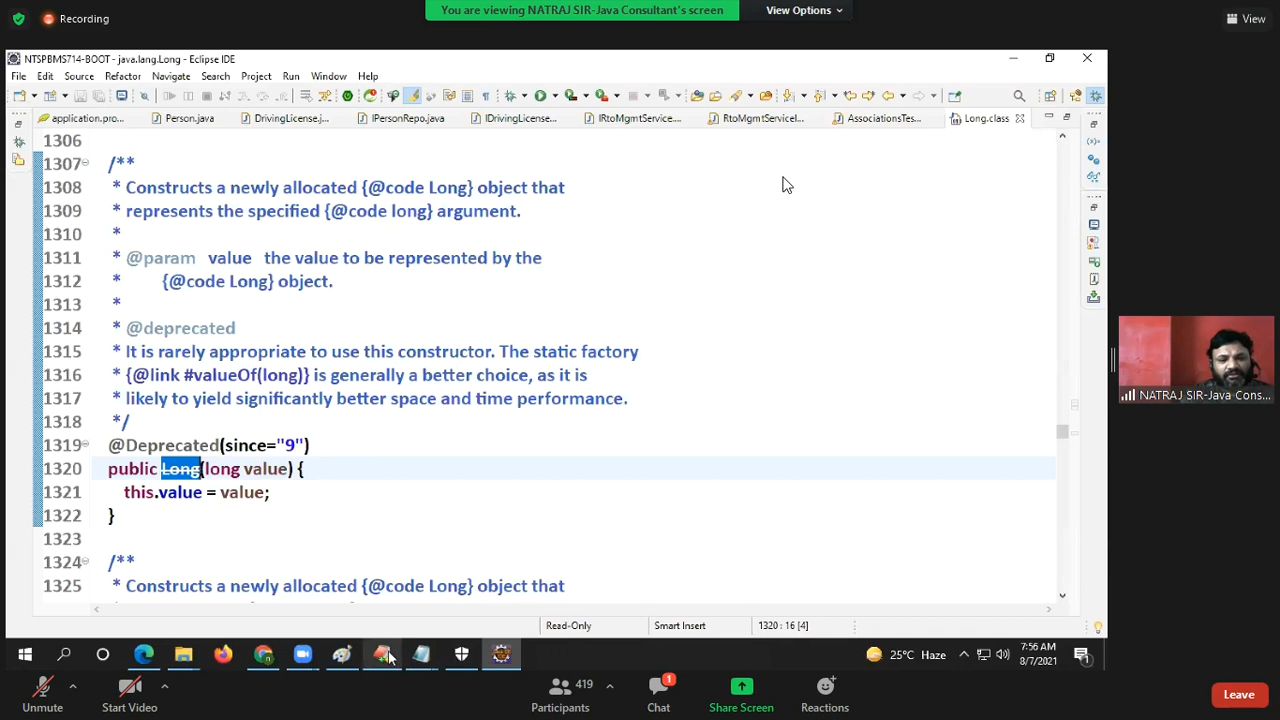 Recording
You are viewing NATRAJ SIR-Java Consultant's screen
View Options
View
NTSPBMS714-BOOT - java.lang.Long - Eclipse IDE
File Edit Source Refactor Navigate Search Project Run Window Help
application.pro... Person.java DrivingLicense.j... IPersonRepo.java IDrivingLicense... IRtoMgmtService.... RtoMgmtServiceI... AssociationsTes... Long.class
1306
1307 /**
1308 * Constructs a newly allocated {@code Long} object that
1309 * represents the specified {@code long} argument.
1310 *
1311 * @param value the value to be represented by the
1312 * {@code Long} object.
1313 *
1314 * @deprecated
1315 * It is rarely appropriate to use this constructor. The static factory
1316 * {@link #valueOf(long)} is generally a better choice, as it is
1317 * likely to yield significantly better space and time performance.
1318 */
1319 @Deprecated(since="9")
1320 public Long(long value) {
1321 this.value = value;
1322 }
1323
1324 /**
1325 * Constructs a newly allocated {@code Long} object that
NATRAJ SIR-Java Cons...
Read-Only Smart Insert 1320 : 16 [4]
25°C Haze 7:56 AM
8/7/2021
1
Unmute Start Video Participants 419 Chat 1 Share Screen Reactions Leave